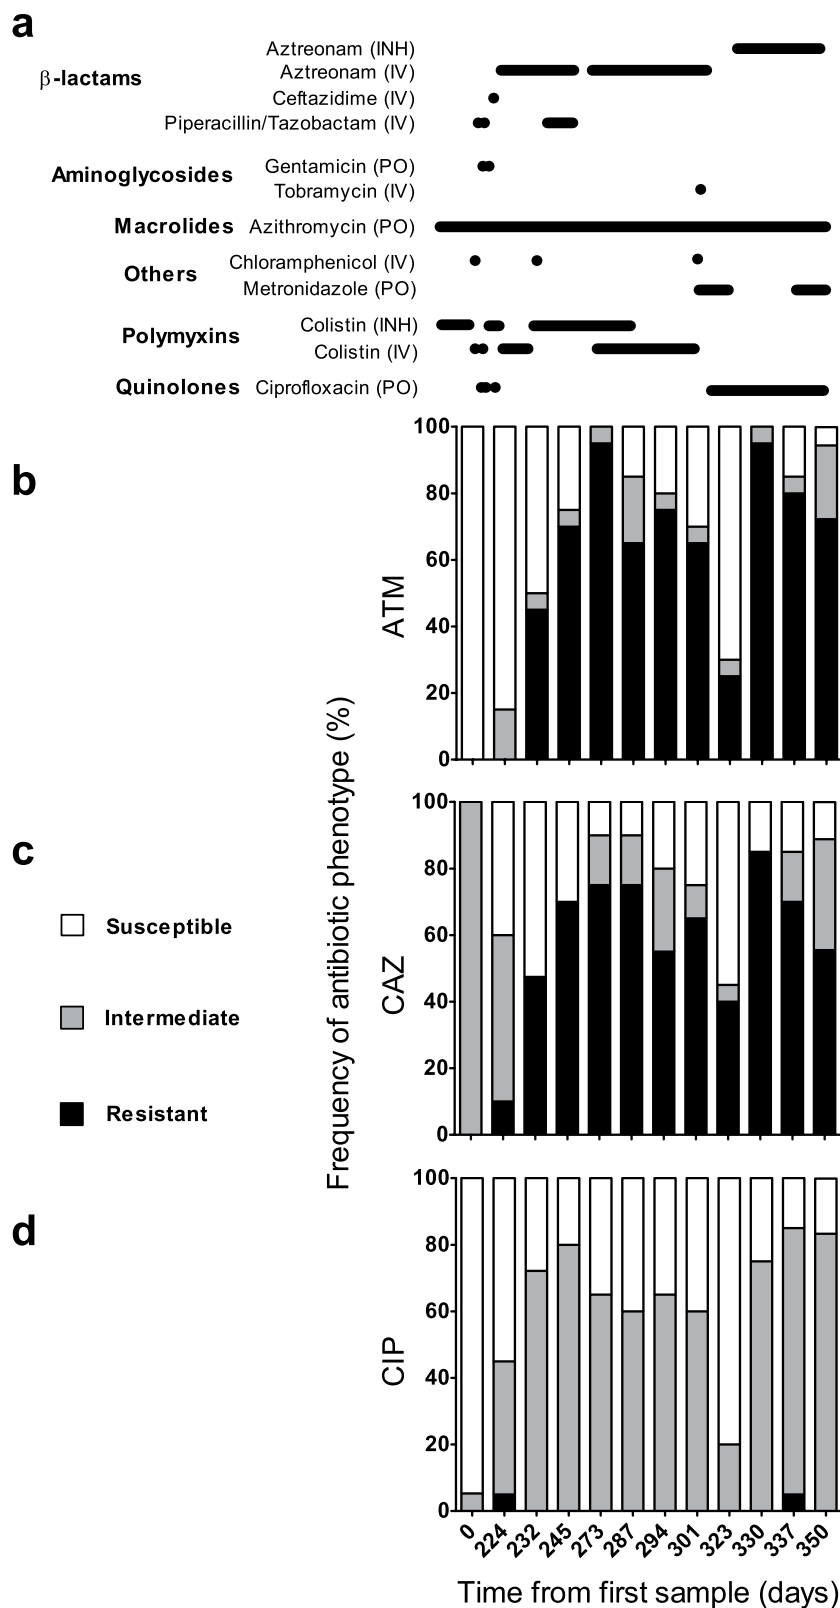 a
Aztreonam (INH)
β-lactams
Aztreonam (IV)
Ceftazidime (IV)
Piperacillin/Tazobactam (IV)
Aminoglycosides
Gentamicin (PO)
Tobramycin (IV)
Macrolides Azithromycin (PO)
Others
Chloramphenicol (IV)
Metronidazole (PO)
Polymyxins
Colistin (INH)
Colistin (IV)
Quinolones Ciprofloxacin (PO)
b
ATM
100
80
60
40
20
0
c
Susceptible
Intermediate
Resistant
Frequency of antibiotic phenotype (%)
CAZ
100
80
60
40
20
0
d
CIP
100
80
60
40
20
0
0 224 232 245 273 287 294 301 323 330 337 350
Time from first sample (days)